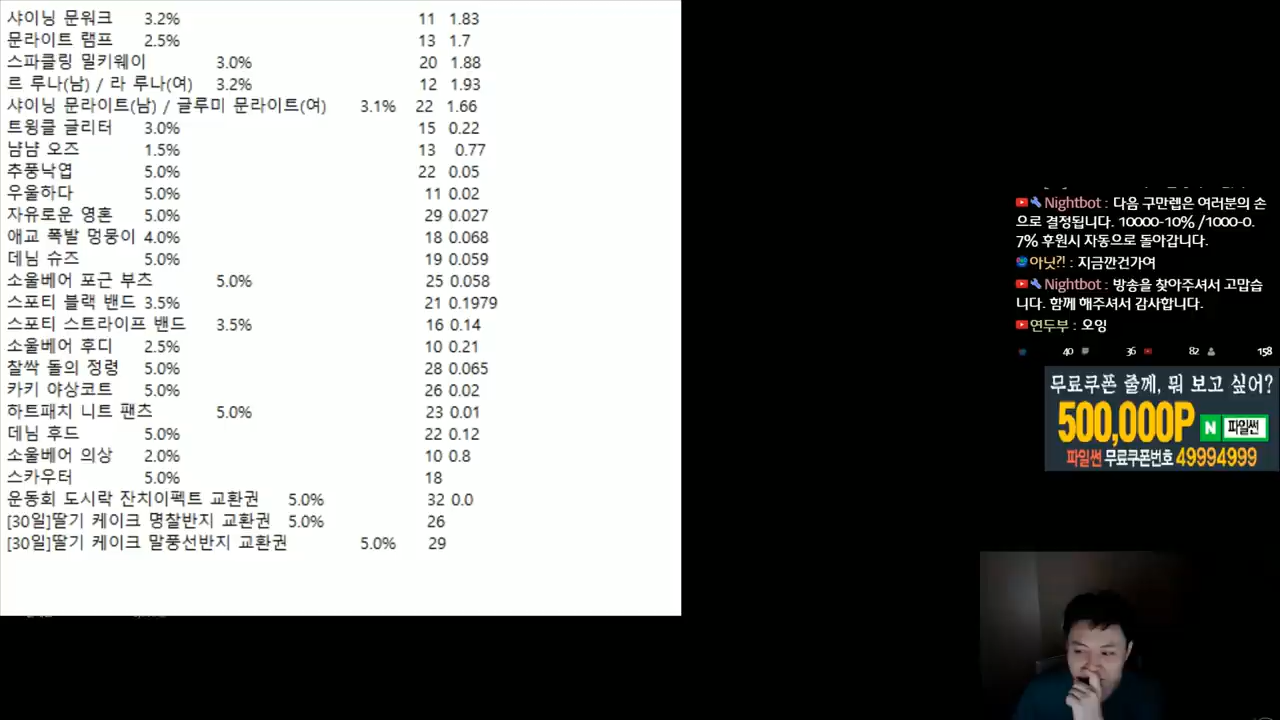 샤이닝 문워크 3.2% 11 1.83
문라이트 램프 2.5% 13 1.7
스파클링 밀키웨이 3.0% 20 1.88
르 루나(남) / 라 루나(여) 3.2% 12 1.93
샤이닝 문라이트(남) / 글루미 문라이트(여) 3.1% 22 1.66
트윙클 글리터 3.0% 15 0.22
냠냠 오즈 1.5% 13 0.77
추풍낙엽 5.0% 22 0.05
우울하다 5.0% 11 0.02
자유로운 영혼 5.0% 29 0.027
애교 폭발 멍뭉이 4.0% 18 0.068
데님 슈즈 5.0% 19 0.059
소울베어 포근 부츠 5.0% 25 0.058
스포티 블랙 밴드 3.5% 21 0.1979
스포티 스트라이프 밴드 3.5% 16 0.14
소울베어 후디 2.5% 10 0.21
찰싹 돌의 정령 5.0% 28 0.065
카키 야상코트 5.0% 26 0.02
하트패치 니트 팬츠 5.0% 23 0.01
데님 후드 5.0% 22 0.12
소울베어 의상 2.0% 10 0.8
스카우터 5.0% 18
운동회 도시락 잔치이펙트 교환권 5.0% 32 0.0
[30일]딸기 케이크 명찰반지 교환권 5.0% 26
[30일]딸기 케이크 말풍선반지 교환권 5.0% 29
Nightbot : 다음 구만렙은 여러분의 손
으로 결정됩니다. 10000-10% /1000-0.
7% 후원시 자동으로 돌아갑니다.
아닛?! : 지금깐건가여
Nightbot : 방송을 찾아주셔서 고맙습
니다. 함께 해주셔서 감사합니다.
연두부 : 오잉
40 36 82 158
무료쿠폰 줄께, 뭐 보고 싶어?
500,000P N 파일썬
파일썬 무료쿠폰번호 49994999